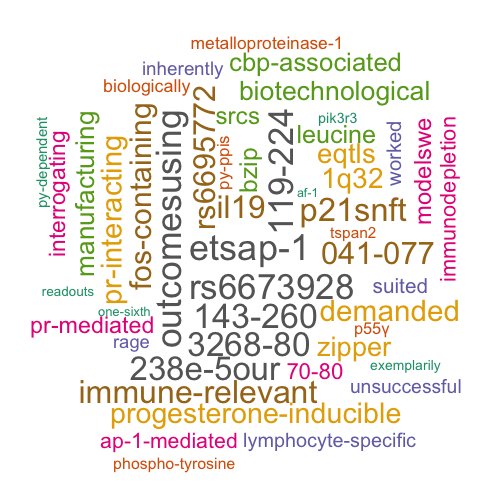 metalloproteinase-1
inherently
cbp-associated
biologically
biotechnological
py-dependent
interrogating
manufacturing
pr-interacting
fos-containing
outcomesusing
rs6695772
srcs
py-ppis
bzip
il19
119-224
pik3r3
leucine
eqtls
1q32
af-1
worked
modelswe
immunodepletion
p21snft
tspan2
etsap-1
041-077
readouts
rs6673928
suited
one-sixth
143-260
demanded
pr-mediated
rage
3268-80
p55γ
zipper
238e-5our
70-80
exemplarily
immune-relevant
unsuccessful
progesterone-inducible
ap-1-mediated
lymphocyte-specific
phospho-tyrosine